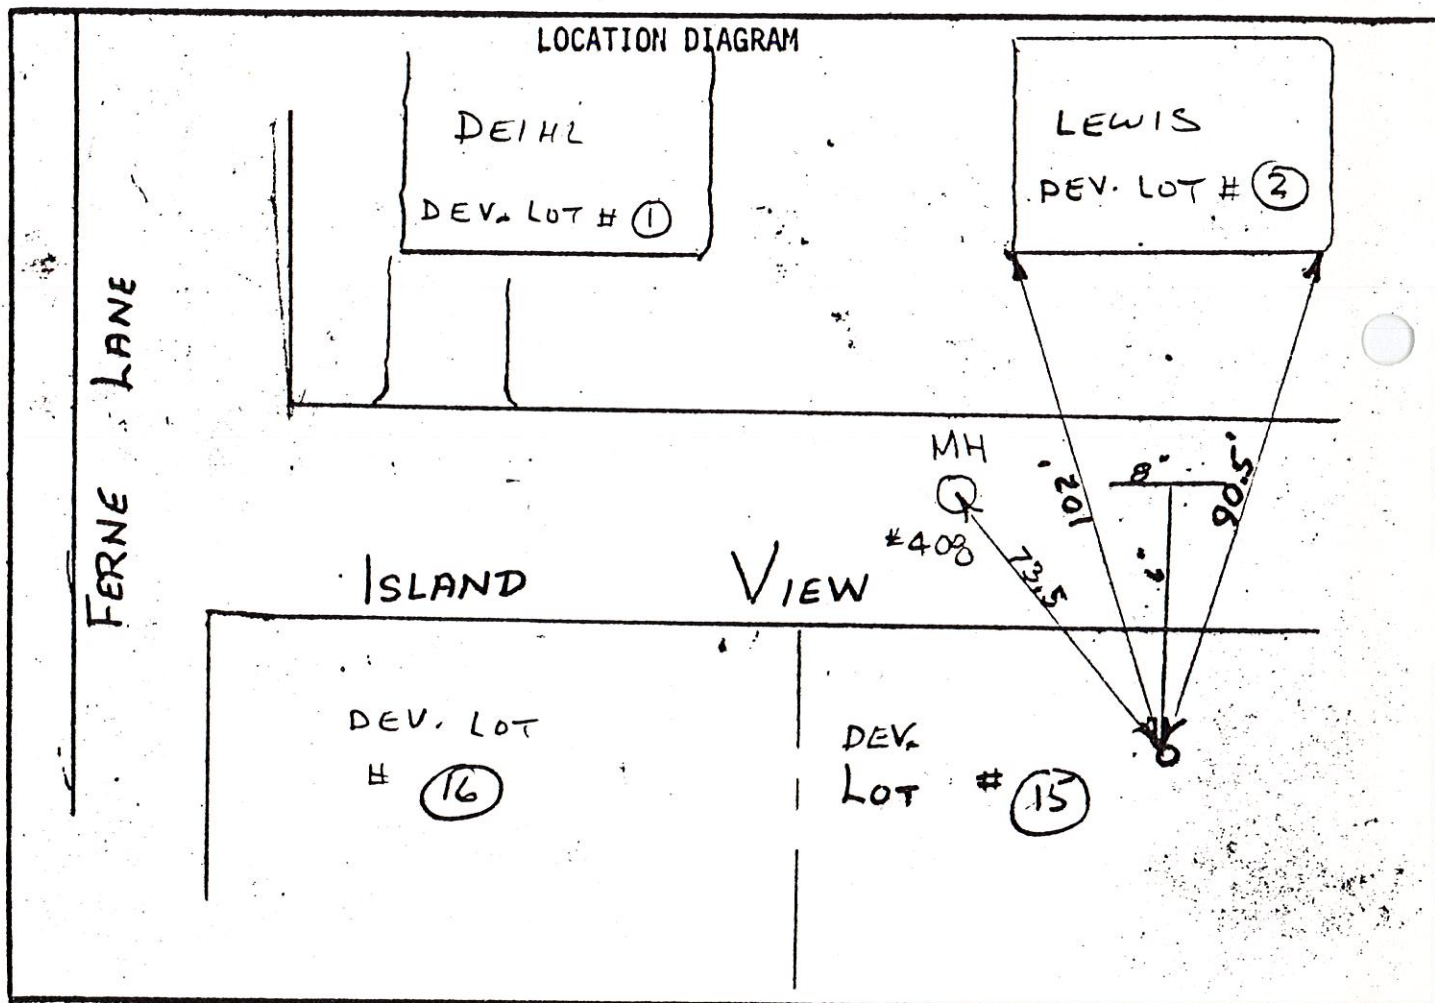 LOCATION DIAGRAM
DEIHL
DEV. LOT # 1
LEWIS
DEV. LOT # 2
FERNE LANE
MH
#408
73.5
102'
8"
6"
90.5'
ISLAND VIEW
DEV. LOT
# 16
DEV.
LOT # 15